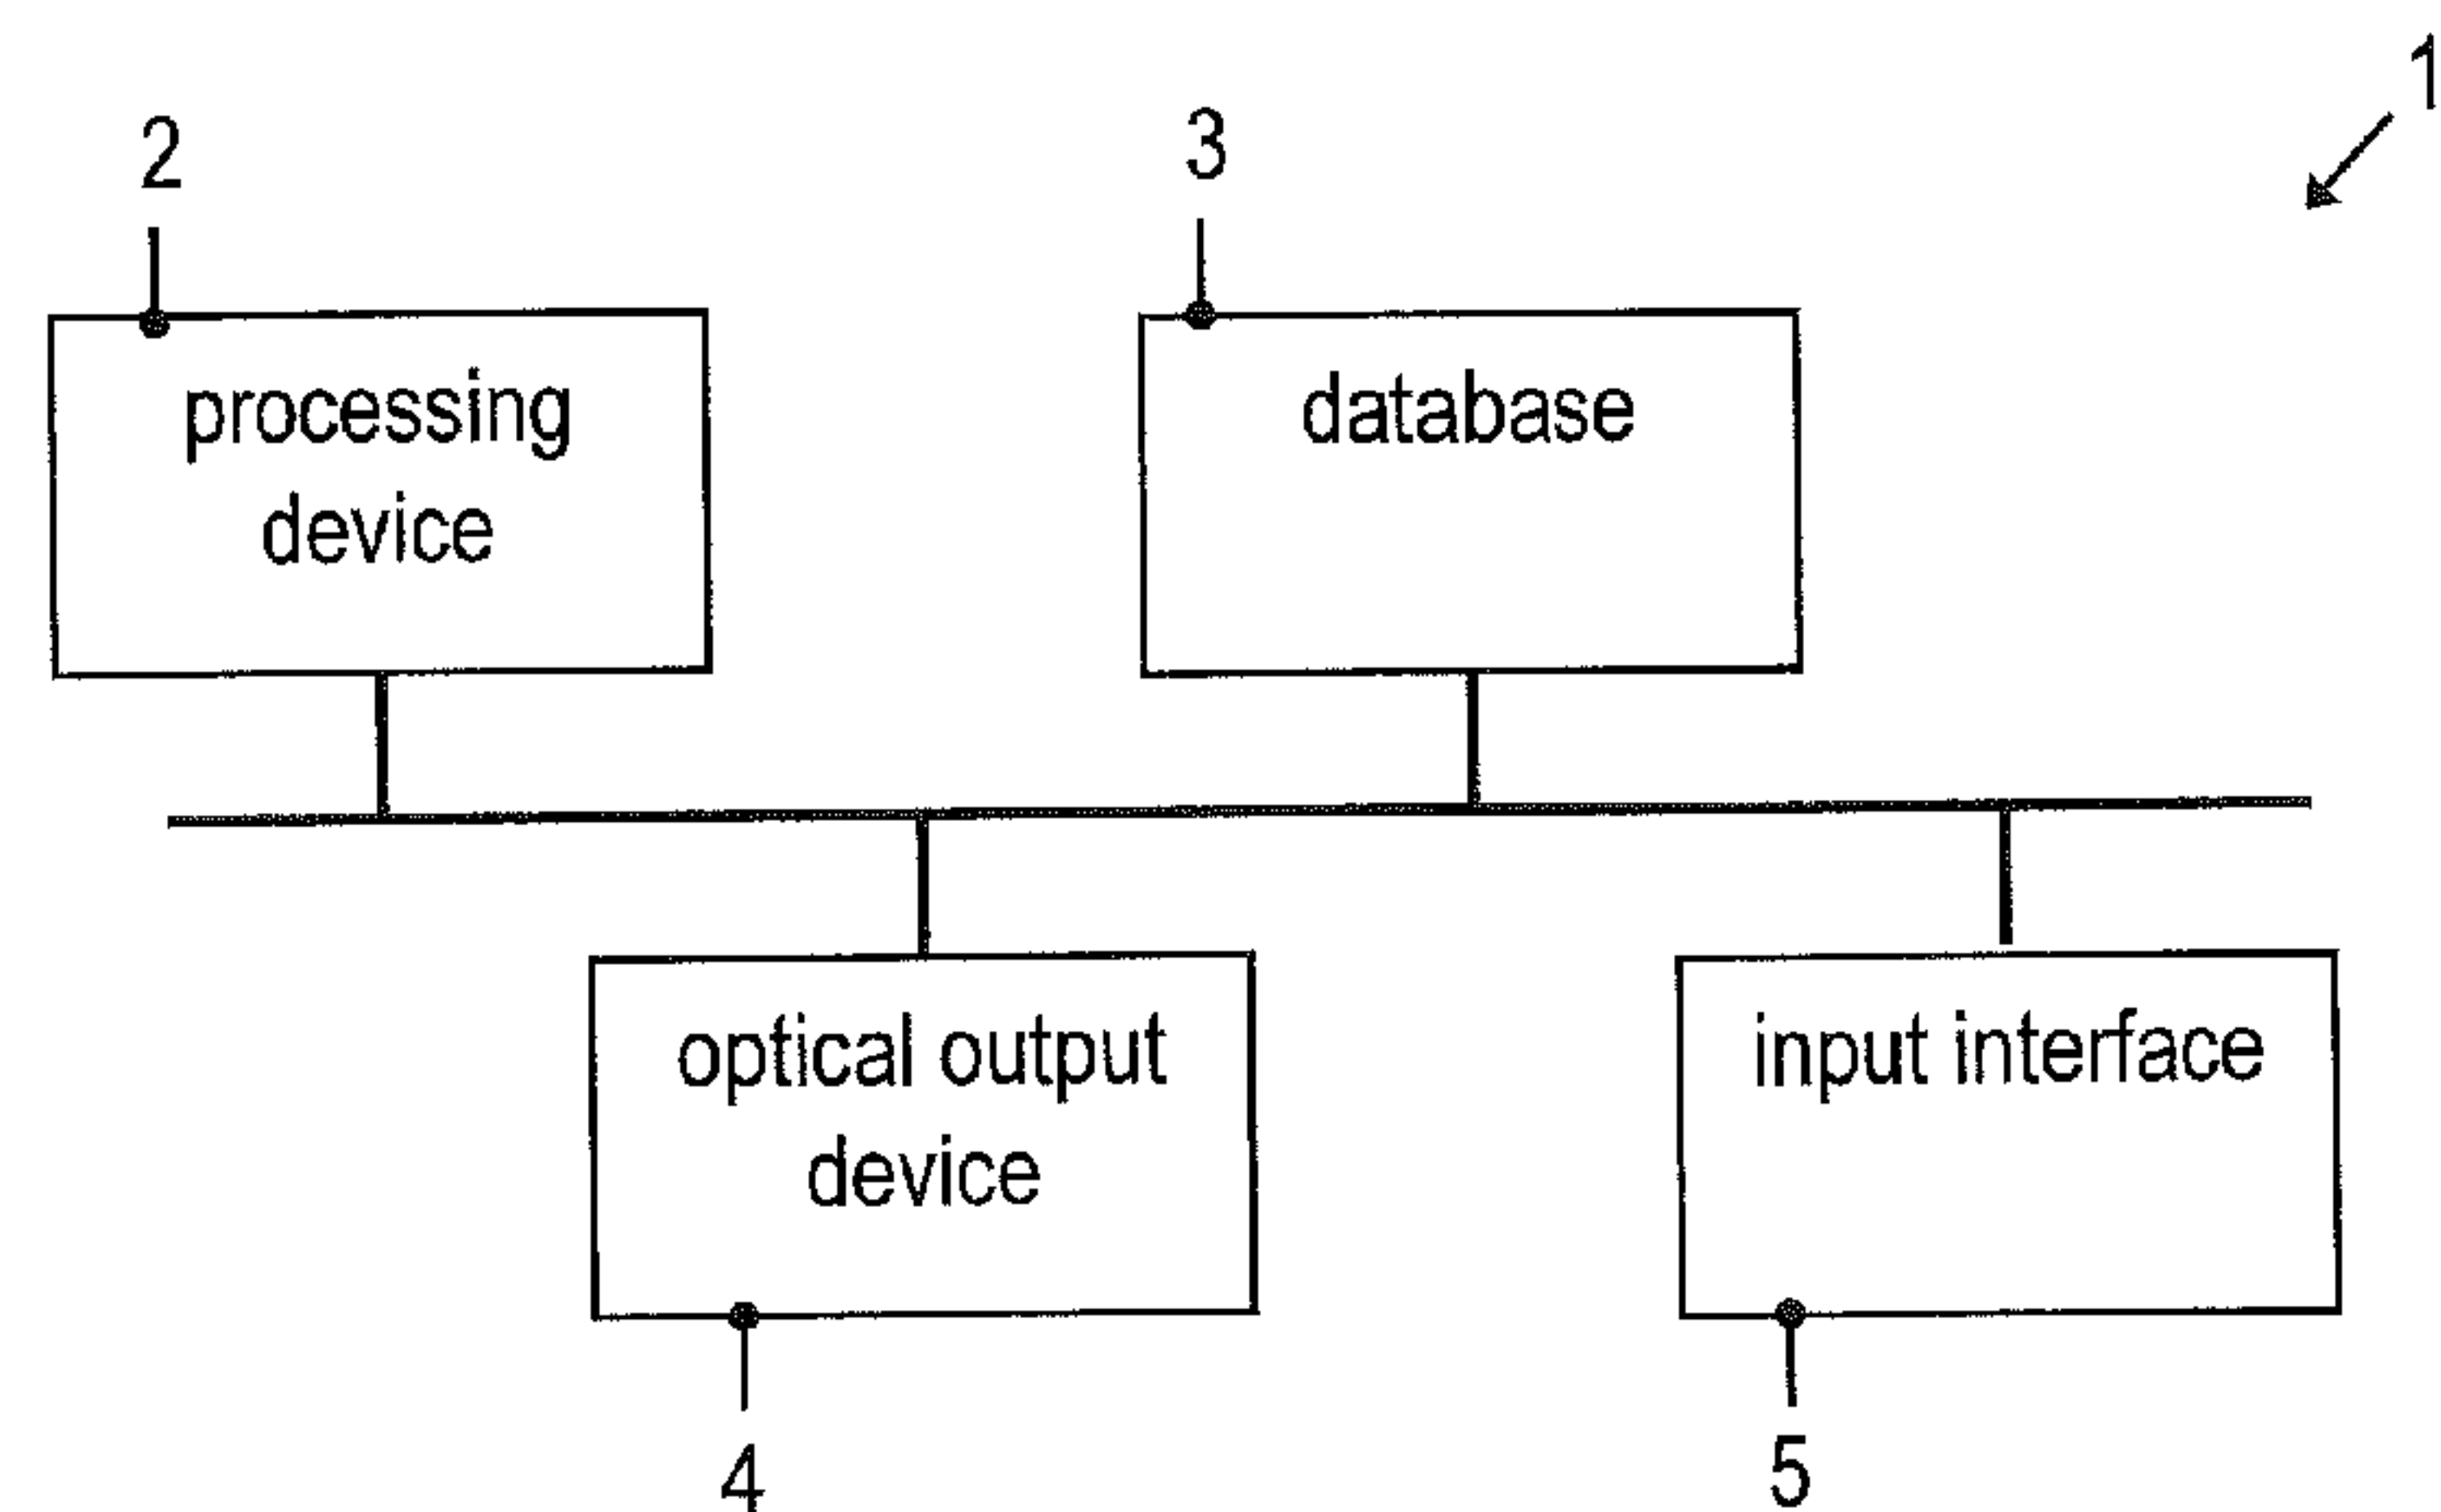 1
2
3
processing
device
database
optical output
device
input interface
4
5